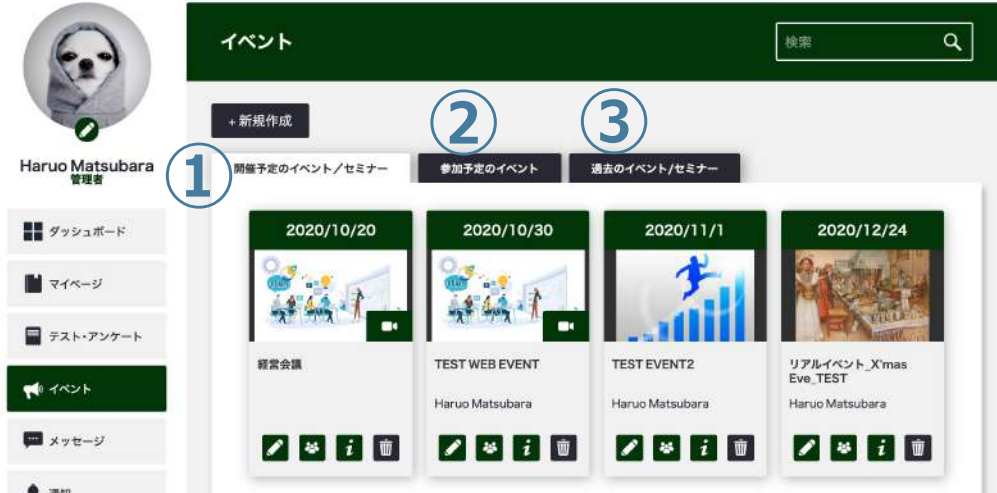 イベント
検索
+ 新規作成
①
②
③
開催予定のイベント／セミナー
参加予定のイベント
過去のイベント/セミナー
Haruo Matsubara
管理者
ダッシュボード
マイページ
テスト・アンケート
イベント
メッセージ
通知
2020/10/20
経営会議
2020/10/30
TEST WEB EVENT
Haruo Matsubara
2020/11/1
TEST EVENT2
Haruo Matsubara
2020/12/24
リアルイベント_X'mas
Eve_TEST
Haruo Matsubara